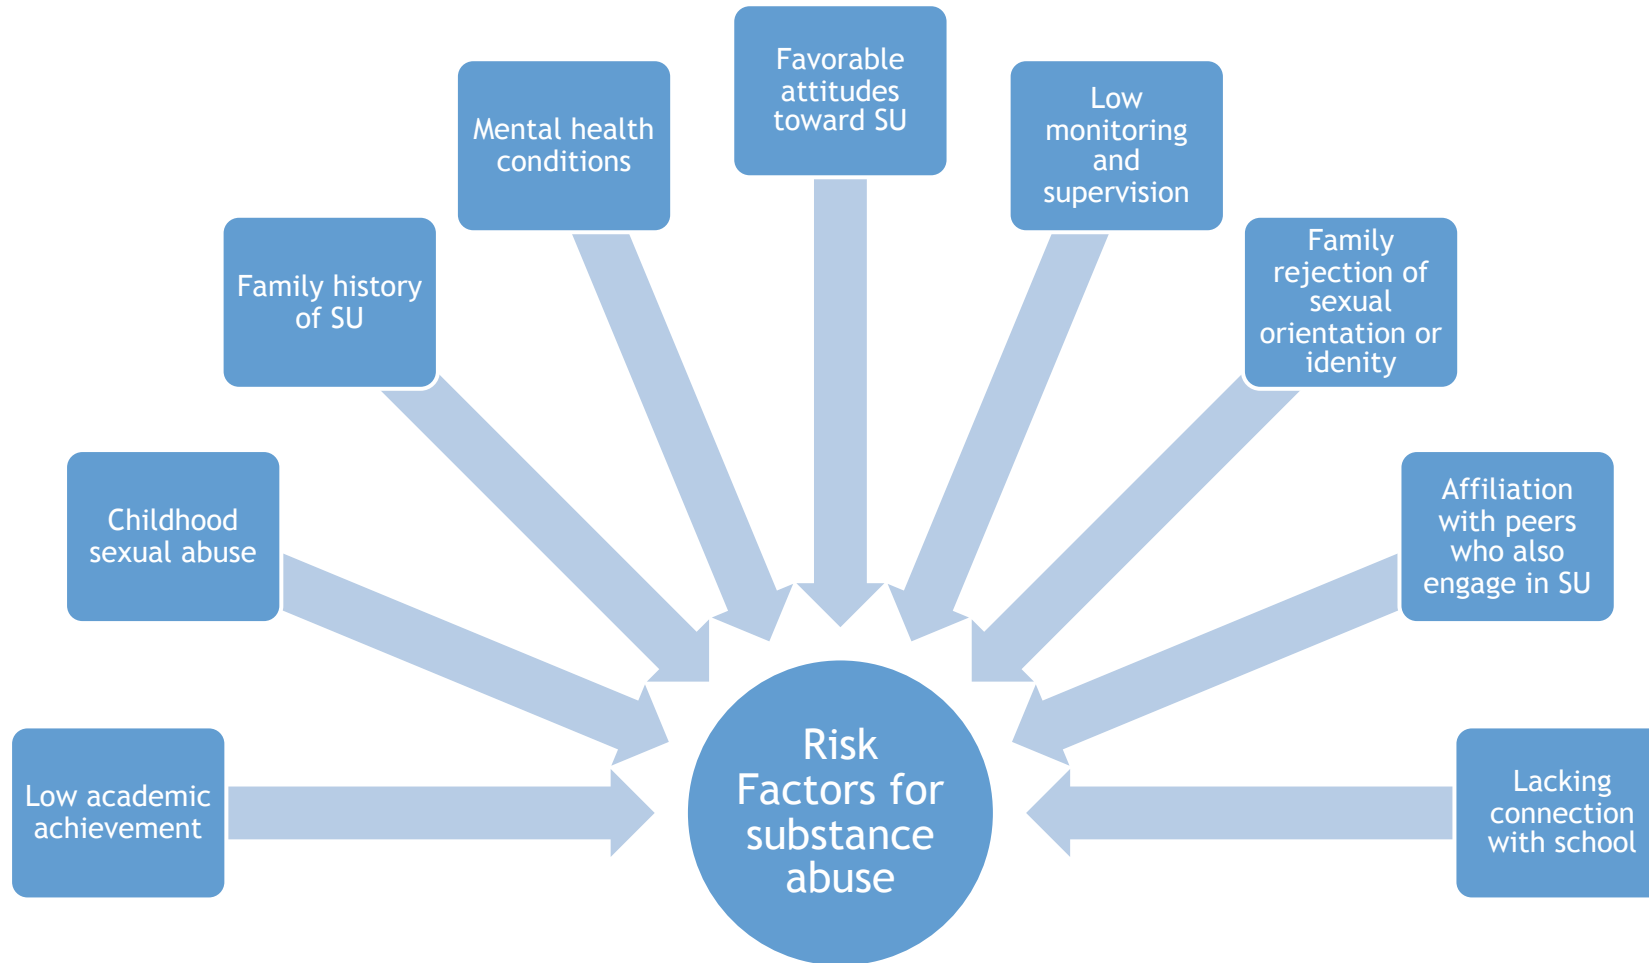 Favorable
attitudes
toward SU
Mental health
conditions
Low
monitoring
and
supervision
Family history
of SU
Family
rejection of
sexual
orientation or
idenity
Childhood
sexual abuse
Affiliation
with peers
who also
engage in SU
Low academic
achievement
Risk
Factors for
substance
abuse
Lacking
connection
with school